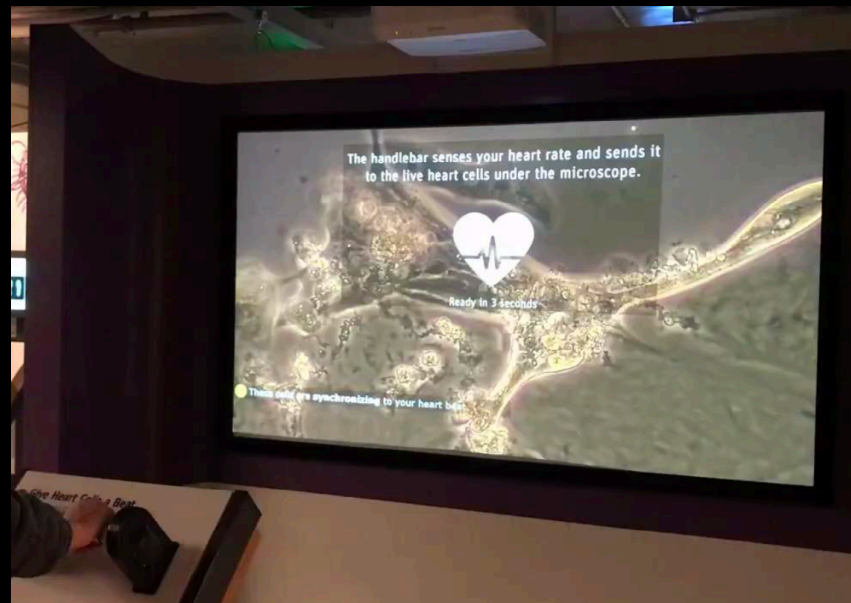 The handlebar senses your heart rate and sends it
to the live heart cells under the microscope.
Ready in 3 seconds
These cells are synchronizing to your heart beat
Give Heart Cells a Beat